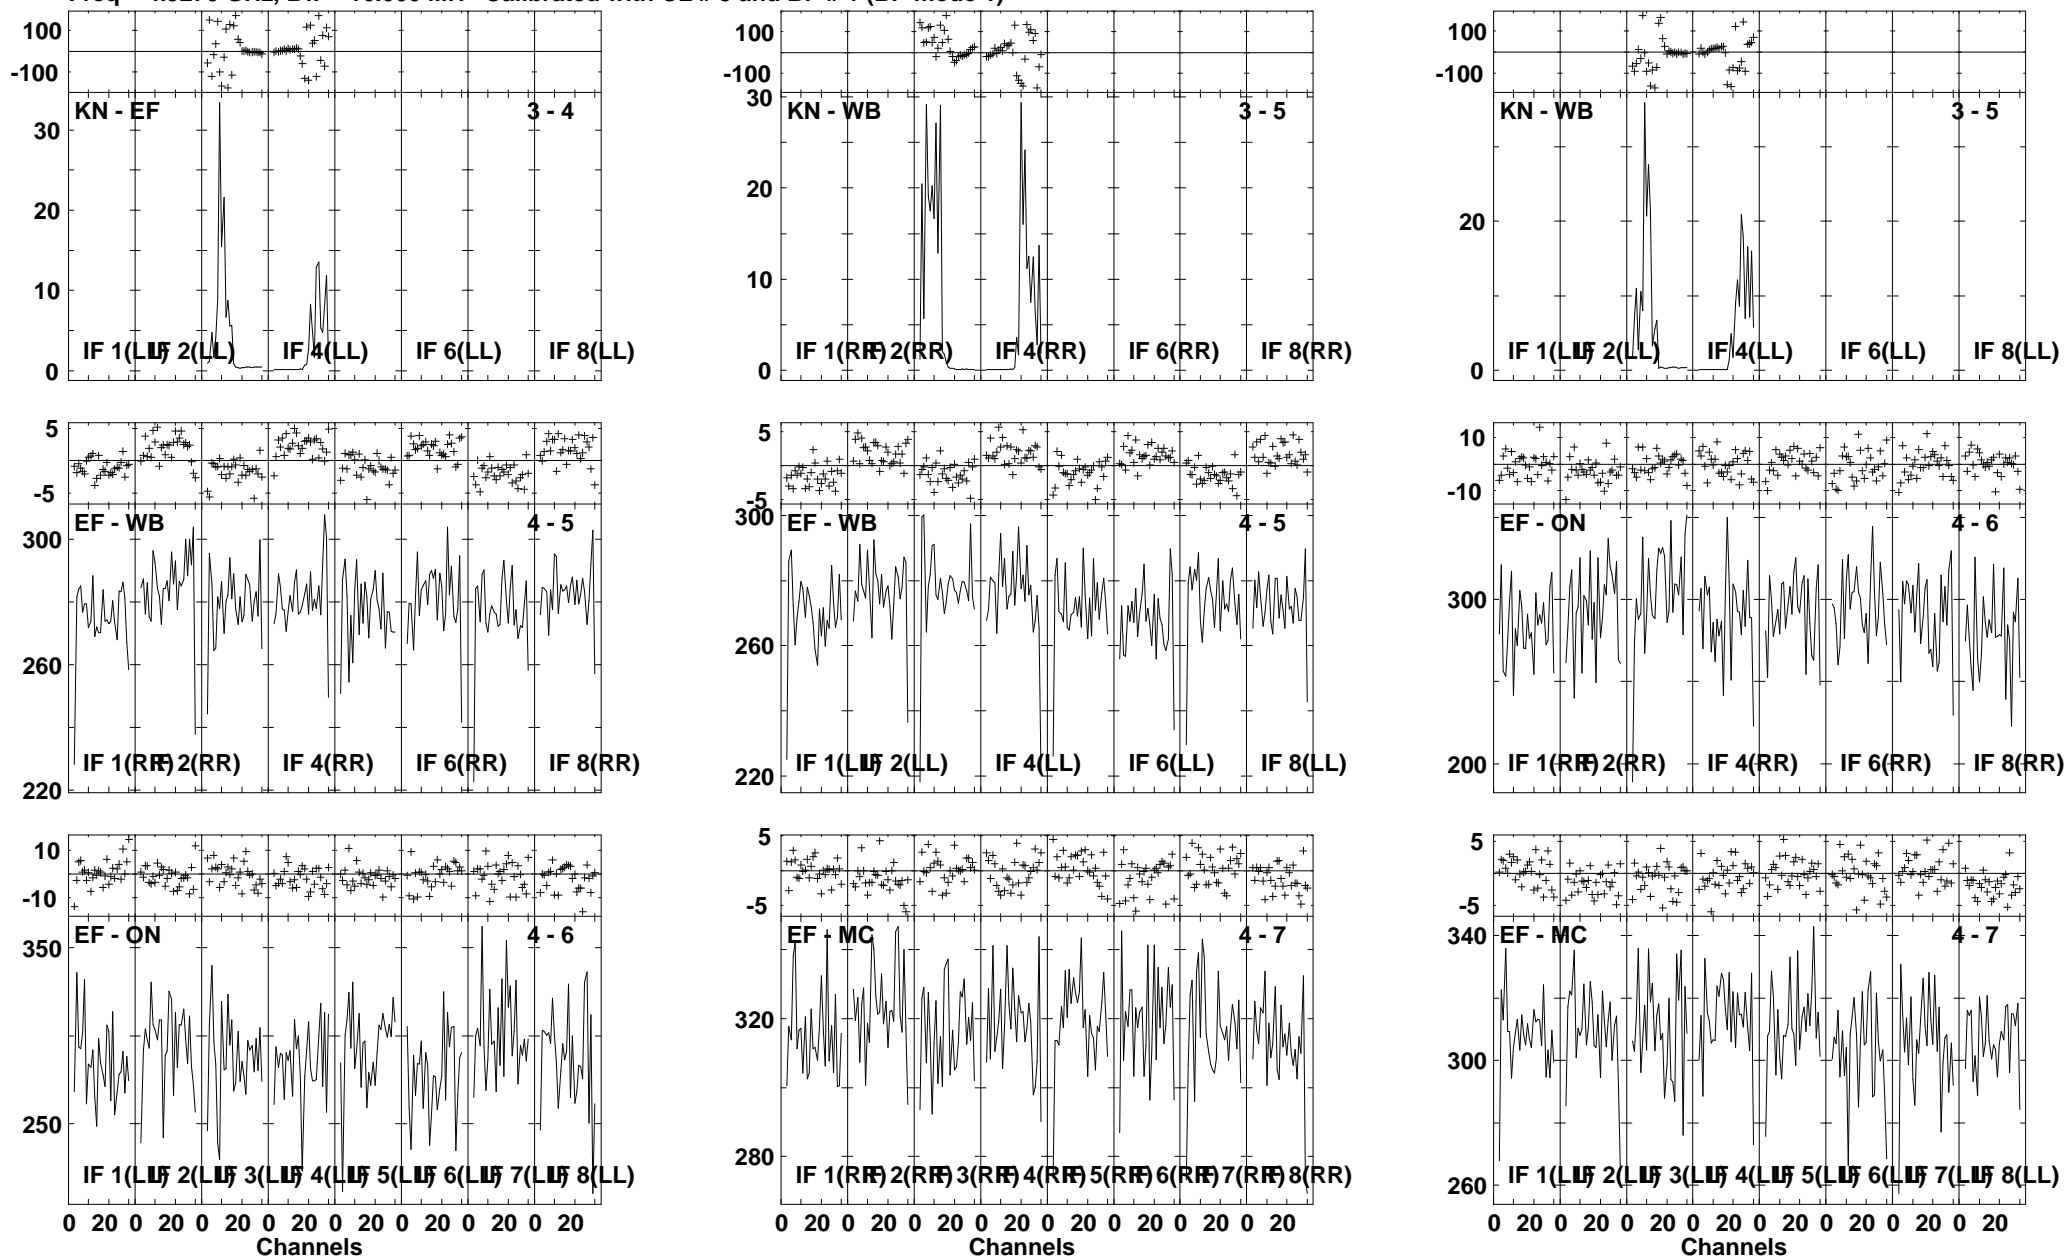 100
-100
KN - EF 3 - 4
30
20
10
0
IF 1(LL) IF 2(LL) IF 4(LL) IF 6(LL) IF 8(LL)
100
-100
30
KN - WB 3 - 5
20
10
0
IF 1(RR) IF 2(RR) IF 4(RR) IF 6(RR) IF 8(RR)
100
-100
KN - WB 3 - 5
20
0
IF 1(LL) IF 2(LL) IF 4(LL) IF 6(LL) IF 8(LL)
5
-5
EF - WB 4 - 5
300
260
220
IF 1(RR) IF 2(RR) IF 4(RR) IF 6(RR) IF 8(RR)
5
-5
300
EF - WB 4 - 5
260
220
IF 1(LL) IF 2(LL) IF 4(LL) IF 6(LL) IF 8(LL)
10
-10
EF - ON 4 - 6
300
200
IF 1(RR) IF 2(RR) IF 4(RR) IF 6(RR) IF 8(RR)
10
-10
EF - ON 4 - 6
350
250
IF 1(LL) IF 2(LL) IF 3(LL) IF 4(LL) IF 5(LL) IF 6(LL) IF 7(LL) IF 8(LL)
0 20 0 20 0 20 0 20 0 20 0 20 0 20 0 20
Channels
5
-5
EF - MC 4 - 7
320
280
IF 1(RR) IF 2(RR) IF 3(RR) IF 4(RR) IF 5(RR) IF 6(RR) IF 7(RR) IF 8(RR)
0 20 0 20 0 20 0 20 0 20 0 20 0 20 0 20
Channels
5
-5
340
EF - MC 4 - 7
300
260
IF 1(LL) IF 2(LL) IF 3(LL) IF 4(LL) IF 5(LL) IF 6(LL) IF 7(LL) IF 8(LL)
0 20 0 20 0 20 0 20 0 20 0 20 0 20 0 20
Channels